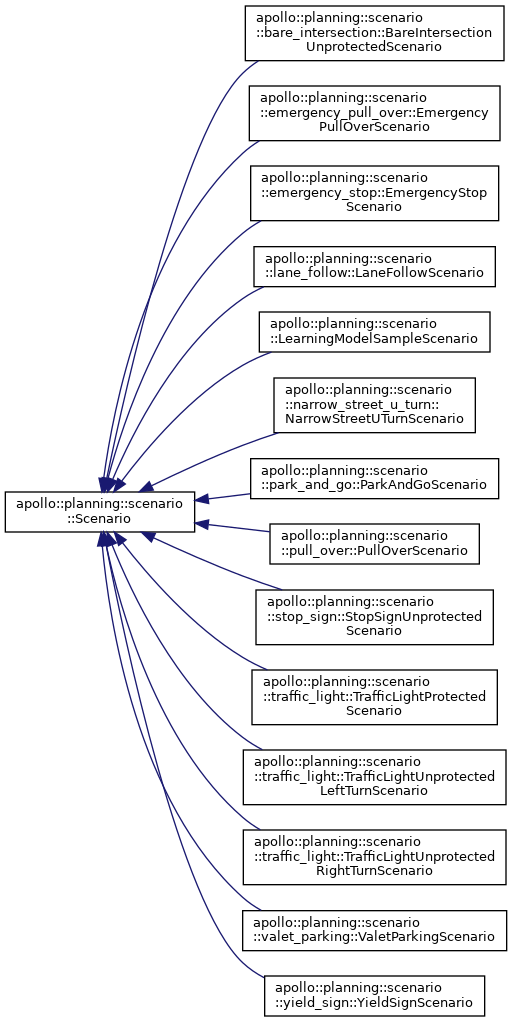 apollo::planning::scenario
::bare_intersection::BareIntersection
UnprotectedScenario
apollo::planning::scenario
::emergency_pull_over::Emergency
PullOverScenario
apollo::planning::scenario
::emergency_stop::EmergencyStop
Scenario
apollo::planning::scenario
::lane_follow::LaneFollowScenario
apollo::planning::scenario
::LearningModelSampleScenario
apollo::planning::scenario
::narrow_street_u_turn::
NarrowStreetUTurnScenario
apollo::planning::scenario
::park_and_go::ParkAndGoScenario
apollo::planning::scenario
::Scenario
apollo::planning::scenario
::pull_over::PullOverScenario
apollo::planning::scenario
::stop_sign::StopSignUnprotected
Scenario
apollo::planning::scenario
::traffic_light::TrafficLightProtected
Scenario
apollo::planning::scenario
::traffic_light::TrafficLightUnprotected
LeftTurnScenario
apollo::planning::scenario
::traffic_light::TrafficLightUnprotected
RightTurnScenario
apollo::planning::scenario
::valet_parking::ValetParkingScenario
apollo::planning::scenario
::yield_sign::YieldSignScenario